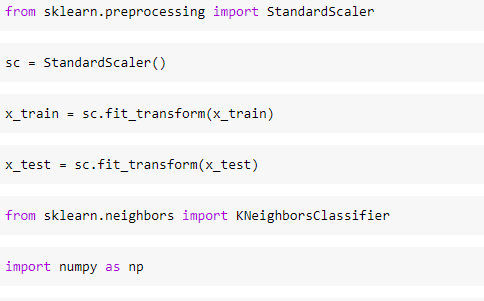 from sklearn.preprocessing import StandardScaler
sc = StandardScaler()
x_train = sc.fit_transform(x_train)
x_test = sc.fit_transform(x_test)
from sklearn.neighbors import KNeighborsClassifier
import numpy as np